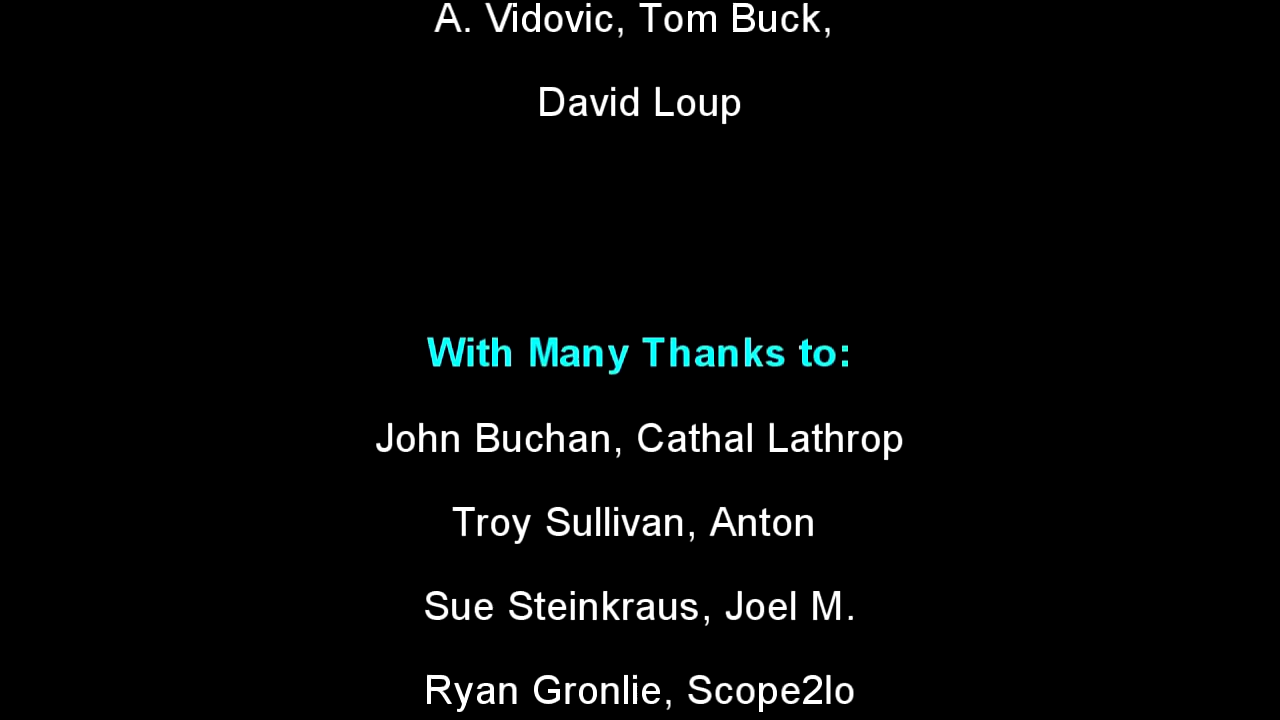 A. Vidovic, Tom Buck,
David Loup
With Many Thanks to:
John Buchan, Cathal Lathrop
Troy Sullivan, Anton
Sue Steinkraus, Joel M.
Ryan Gronlie, Scope2lo